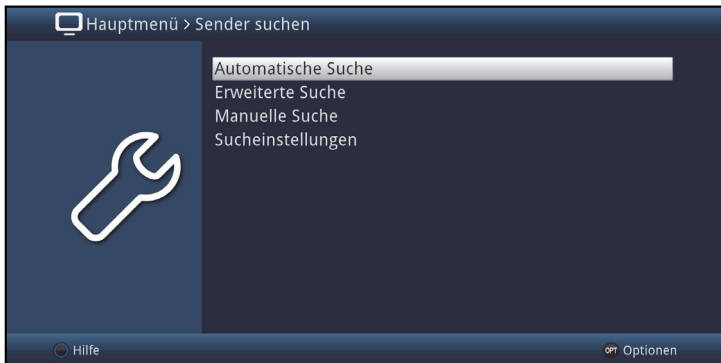 Hauptmenü > Sender suchen
Automatische Suche
Erweiterte Suche
Manuelle Suche
Sucheinstellungen
Hilfe
OPT Optionen